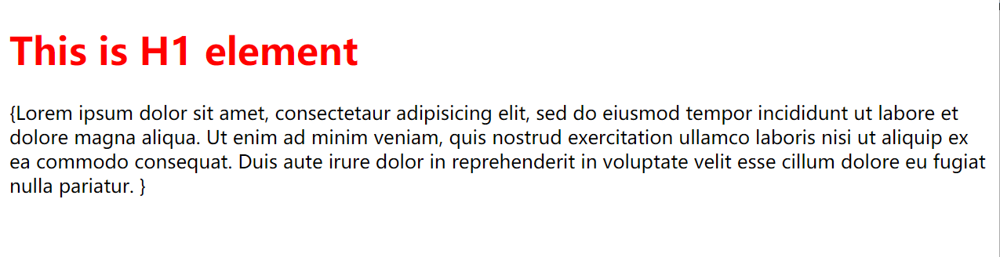 This is H1 element
{Lorem ipsum dolor sit amet, consectetaur adipisicing elit, sed do eiusmod tempor incididunt ut labore et
dolore magna aliqua. Ut enim ad minim veniam, quis nostrud exercitation ullamco laboris nisi ut aliquip ex
ea commodo consequat. Duis aute irure dolor in reprehenderit in voluptate velit esse cillum dolore eu fugiat
nulla pariatur. }